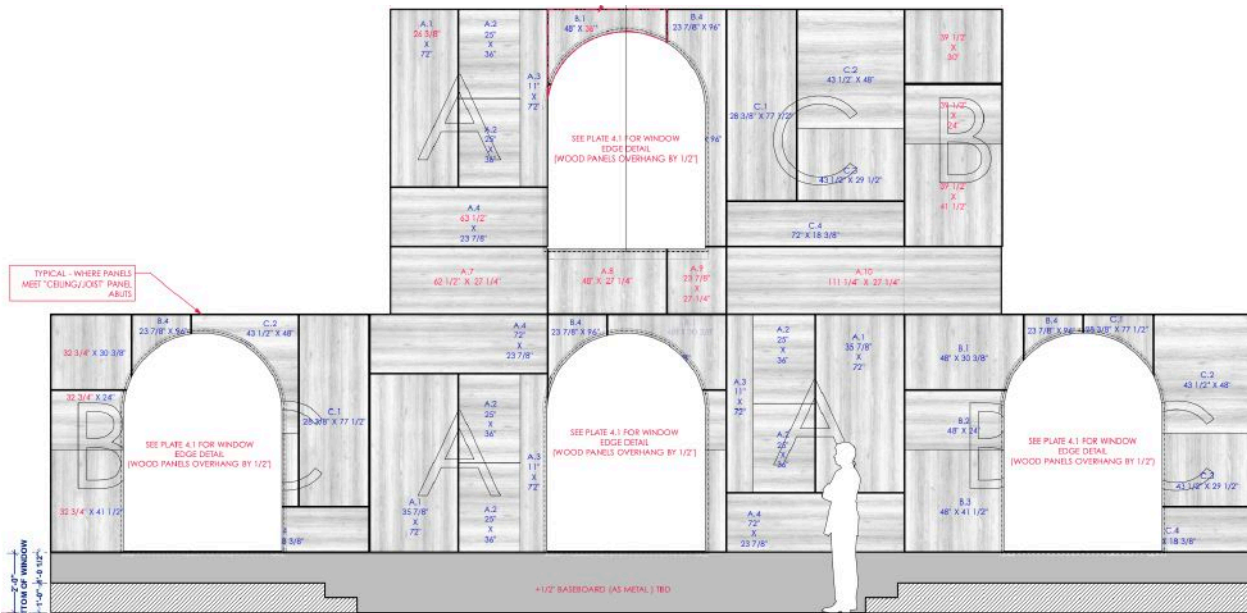 A.1
26 3/8"
X
72"
A.2
25"
X
36"
A.3
11"
X
72"
A.2
25"
X
36"
A.4
63 1/2"
X
23 7/8"
A
B.1
48" X 36"
B.4
23 7/8" X 96"
SEE PLATE 4.1 FOR WINDOW
EDGE DETAIL
(WOOD PANELS OVERHANG BY 1/2")
X 96"
C.1
28 3/8" X 77 1/2"
C.2
43 1/2" X 48"
C
43 1/2" X 29 1/2"
C.4
72" X 18 3/8"
39 1/2"
X
30"
39 1/2"
X
24"
B
39 1/2"
X
41 1/2"
A.7
62 1/2" X 27 1/4"
A.8
48" X 27 1/4"
A.9
23 7/8"
X
27 1/4"
A.10
111 1/4" X 27 1/4"
TYPICAL - WHERE PANELS
MEET "CEILING/JOIST" PANEL
ABUTS
32 3/4" X 30 3/8"
32 3/4" X 24"
B
32 3/4" X 41 1/2"
B.4
23 7/8" X 96"
C.2
43 1/2" X 48"
SEE PLATE 4.1 FOR WINDOW
EDGE DETAIL
(WOOD PANELS OVERHANG BY 1/2")
C
C.1
28 3/8" X 77 1/2"
A.4
72"
X
23 7/8"
A.1
35 7/8"
X
72"
A
A.2
25"
X
36"
A.2
25"
X
36"
A.3
11"
X
72"
B.4
23 7/8" X 96"
SEE PLATE 4.1 FOR WINDOW
EDGE DETAIL
(WOOD PANELS OVERHANG BY 1/2")
A.3
11"
X
72"
A.2
25"
X
36"
A.2
25"
X
36"
A
A.1
35 7/8"
X
72"
A.4
72"
X
23 7/8"
B.1
48" X 30 3/8"
B.2
48" X 24"
B
B.3
48" X 41 1/2"
B.4
23 7/8" X 96"
C.1
28 3/8" X 77 1/2"
SEE PLATE 4.1 FOR WINDOW
EDGE DETAIL
(WOOD PANELS OVERHANG BY 1/2")
C.2
43 1/2" X 48"
C
43 1/2" X 29 1/2"
C.4
X 18 3/8"
+1/2" BASEBOARD (AS METAL ) TBD
2'-0"
TOM OF WINDOW